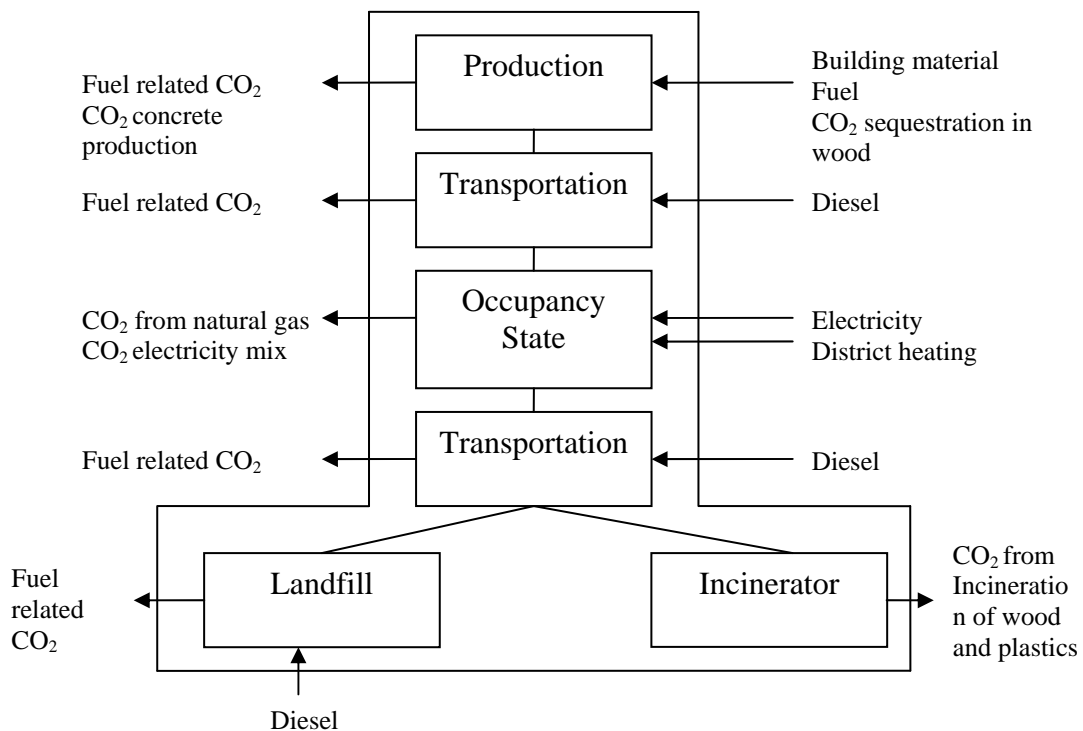 Production
Fuel related CO₂
CO₂ concrete
production
Building material
Fuel
CO₂ sequestration in
wood
Transportation
Fuel related CO₂
Diesel
Occupancy
State
CO₂ from natural gas
CO₂ electricity mix
Electricity
District heating
Transportation
Fuel related CO₂
Diesel
Landfill
Fuel
related
CO₂
Incinerator
CO₂ from
Incineratio
n of wood
and plastics
Diesel